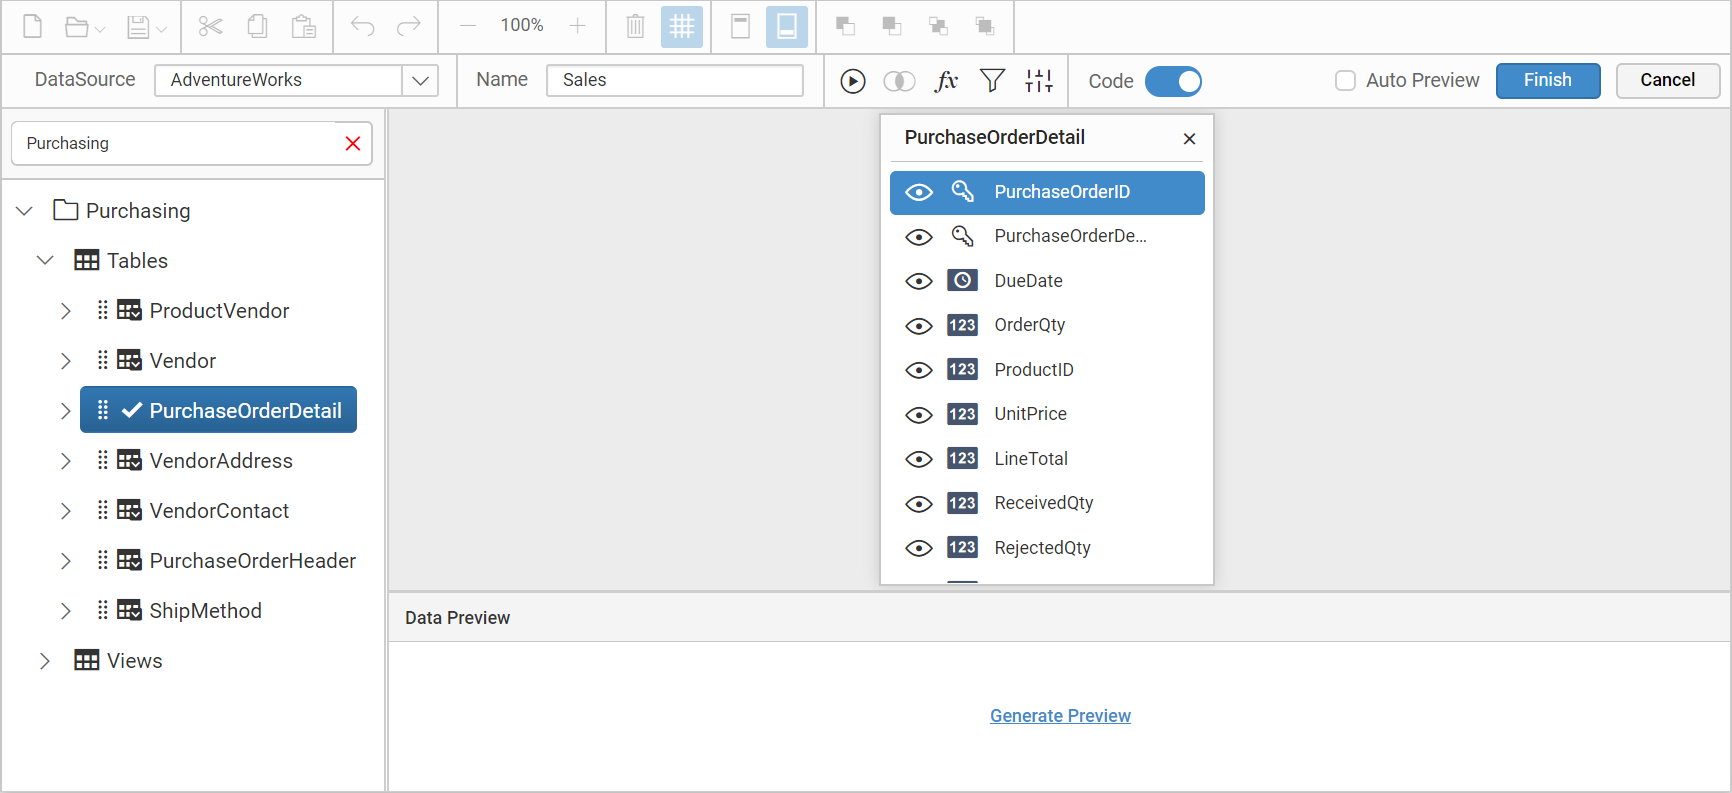 100%
DataSource
AdventureWorks
Name
Sales
fx
Code
Auto Preview
Finish
Cancel
Purchasing
Purchasing
Tables
ProductVendor
Vendor
PurchaseOrderDetail
VendorAddress
VendorContact
PurchaseOrderHeader
ShipMethod
Views
PurchaseOrderDetail
PurchaseOrderID
PurchaseOrderDe...
DueDate
123 OrderQty
123 ProductID
123 UnitPrice
123 LineTotal
123 ReceivedQty
123 RejectedQty
Data Preview
Generate Preview